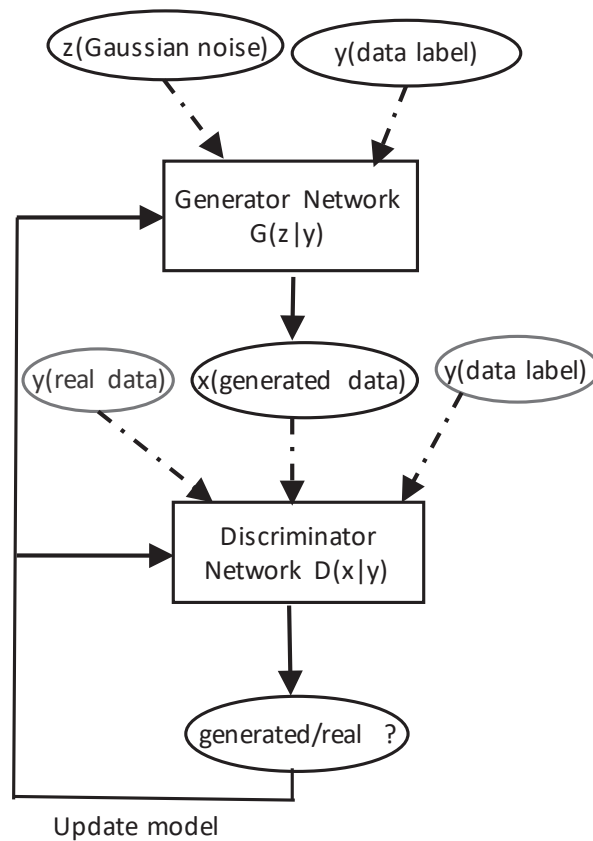 z(Gaussian noise)
y(data label)
Generator Network
G(z|y)
y(real data)
x(generated data)
y(data label)
Discriminator
Network D(x|y)
generated/real ?
Update model